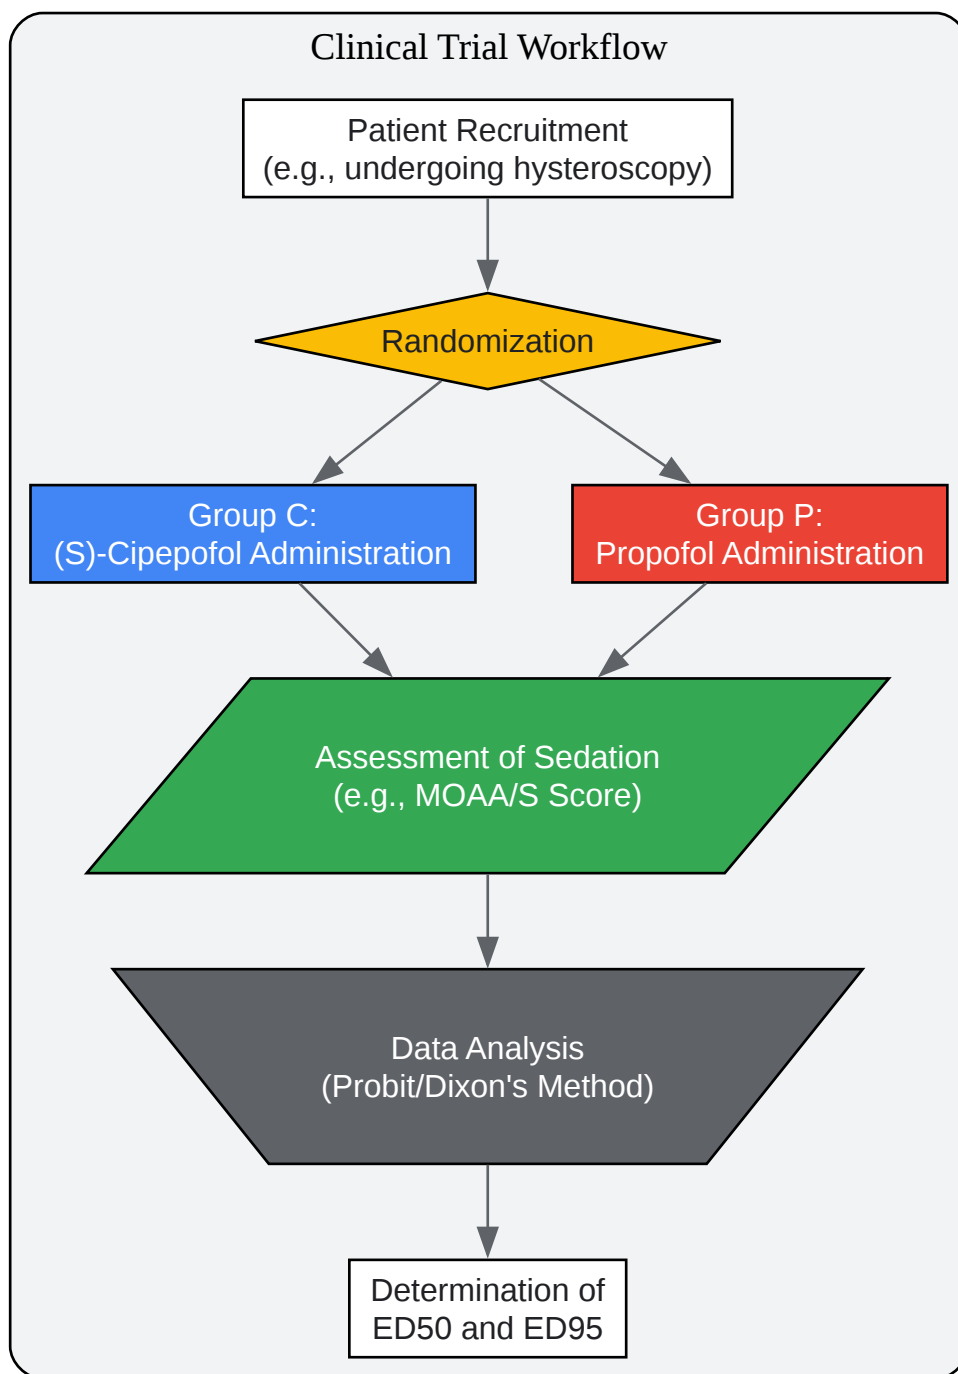 Clinical Trial Workflow
Patient Recruitment
(e.g., undergoing hysteroscopy)
Randomization
Group C:
(S)-Cipepofol Administration
Group P:
Propofol Administration
Assessment of Sedation
(e.g., MOAA/S Score)
Data Analysis
(Probit/Dixon's Method)
Determination of
ED50 and ED95